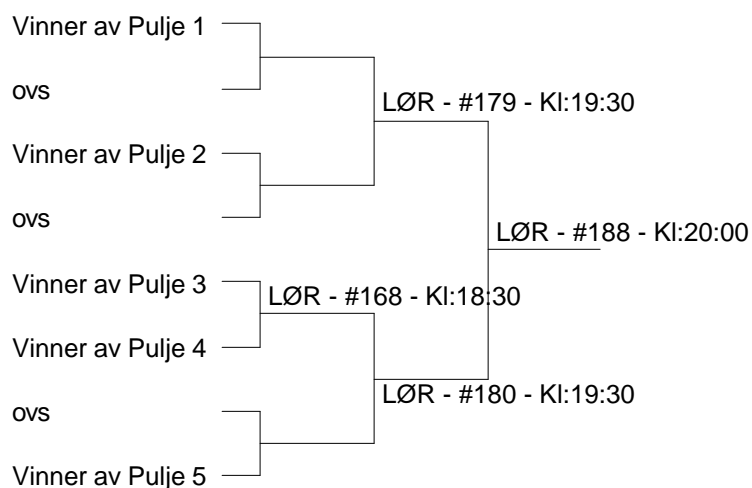 Vinner av Pulje 1
ovs
LØR - #179 - Kl:19:30
Vinner av Pulje 2
ovs
LØR - #188 - Kl:20:00
Vinner av Pulje 3
LØR - #168 - Kl:18:30
Vinner av Pulje 4
LØR - #180 - Kl:19:30
ovs
Vinner av Pulje 5